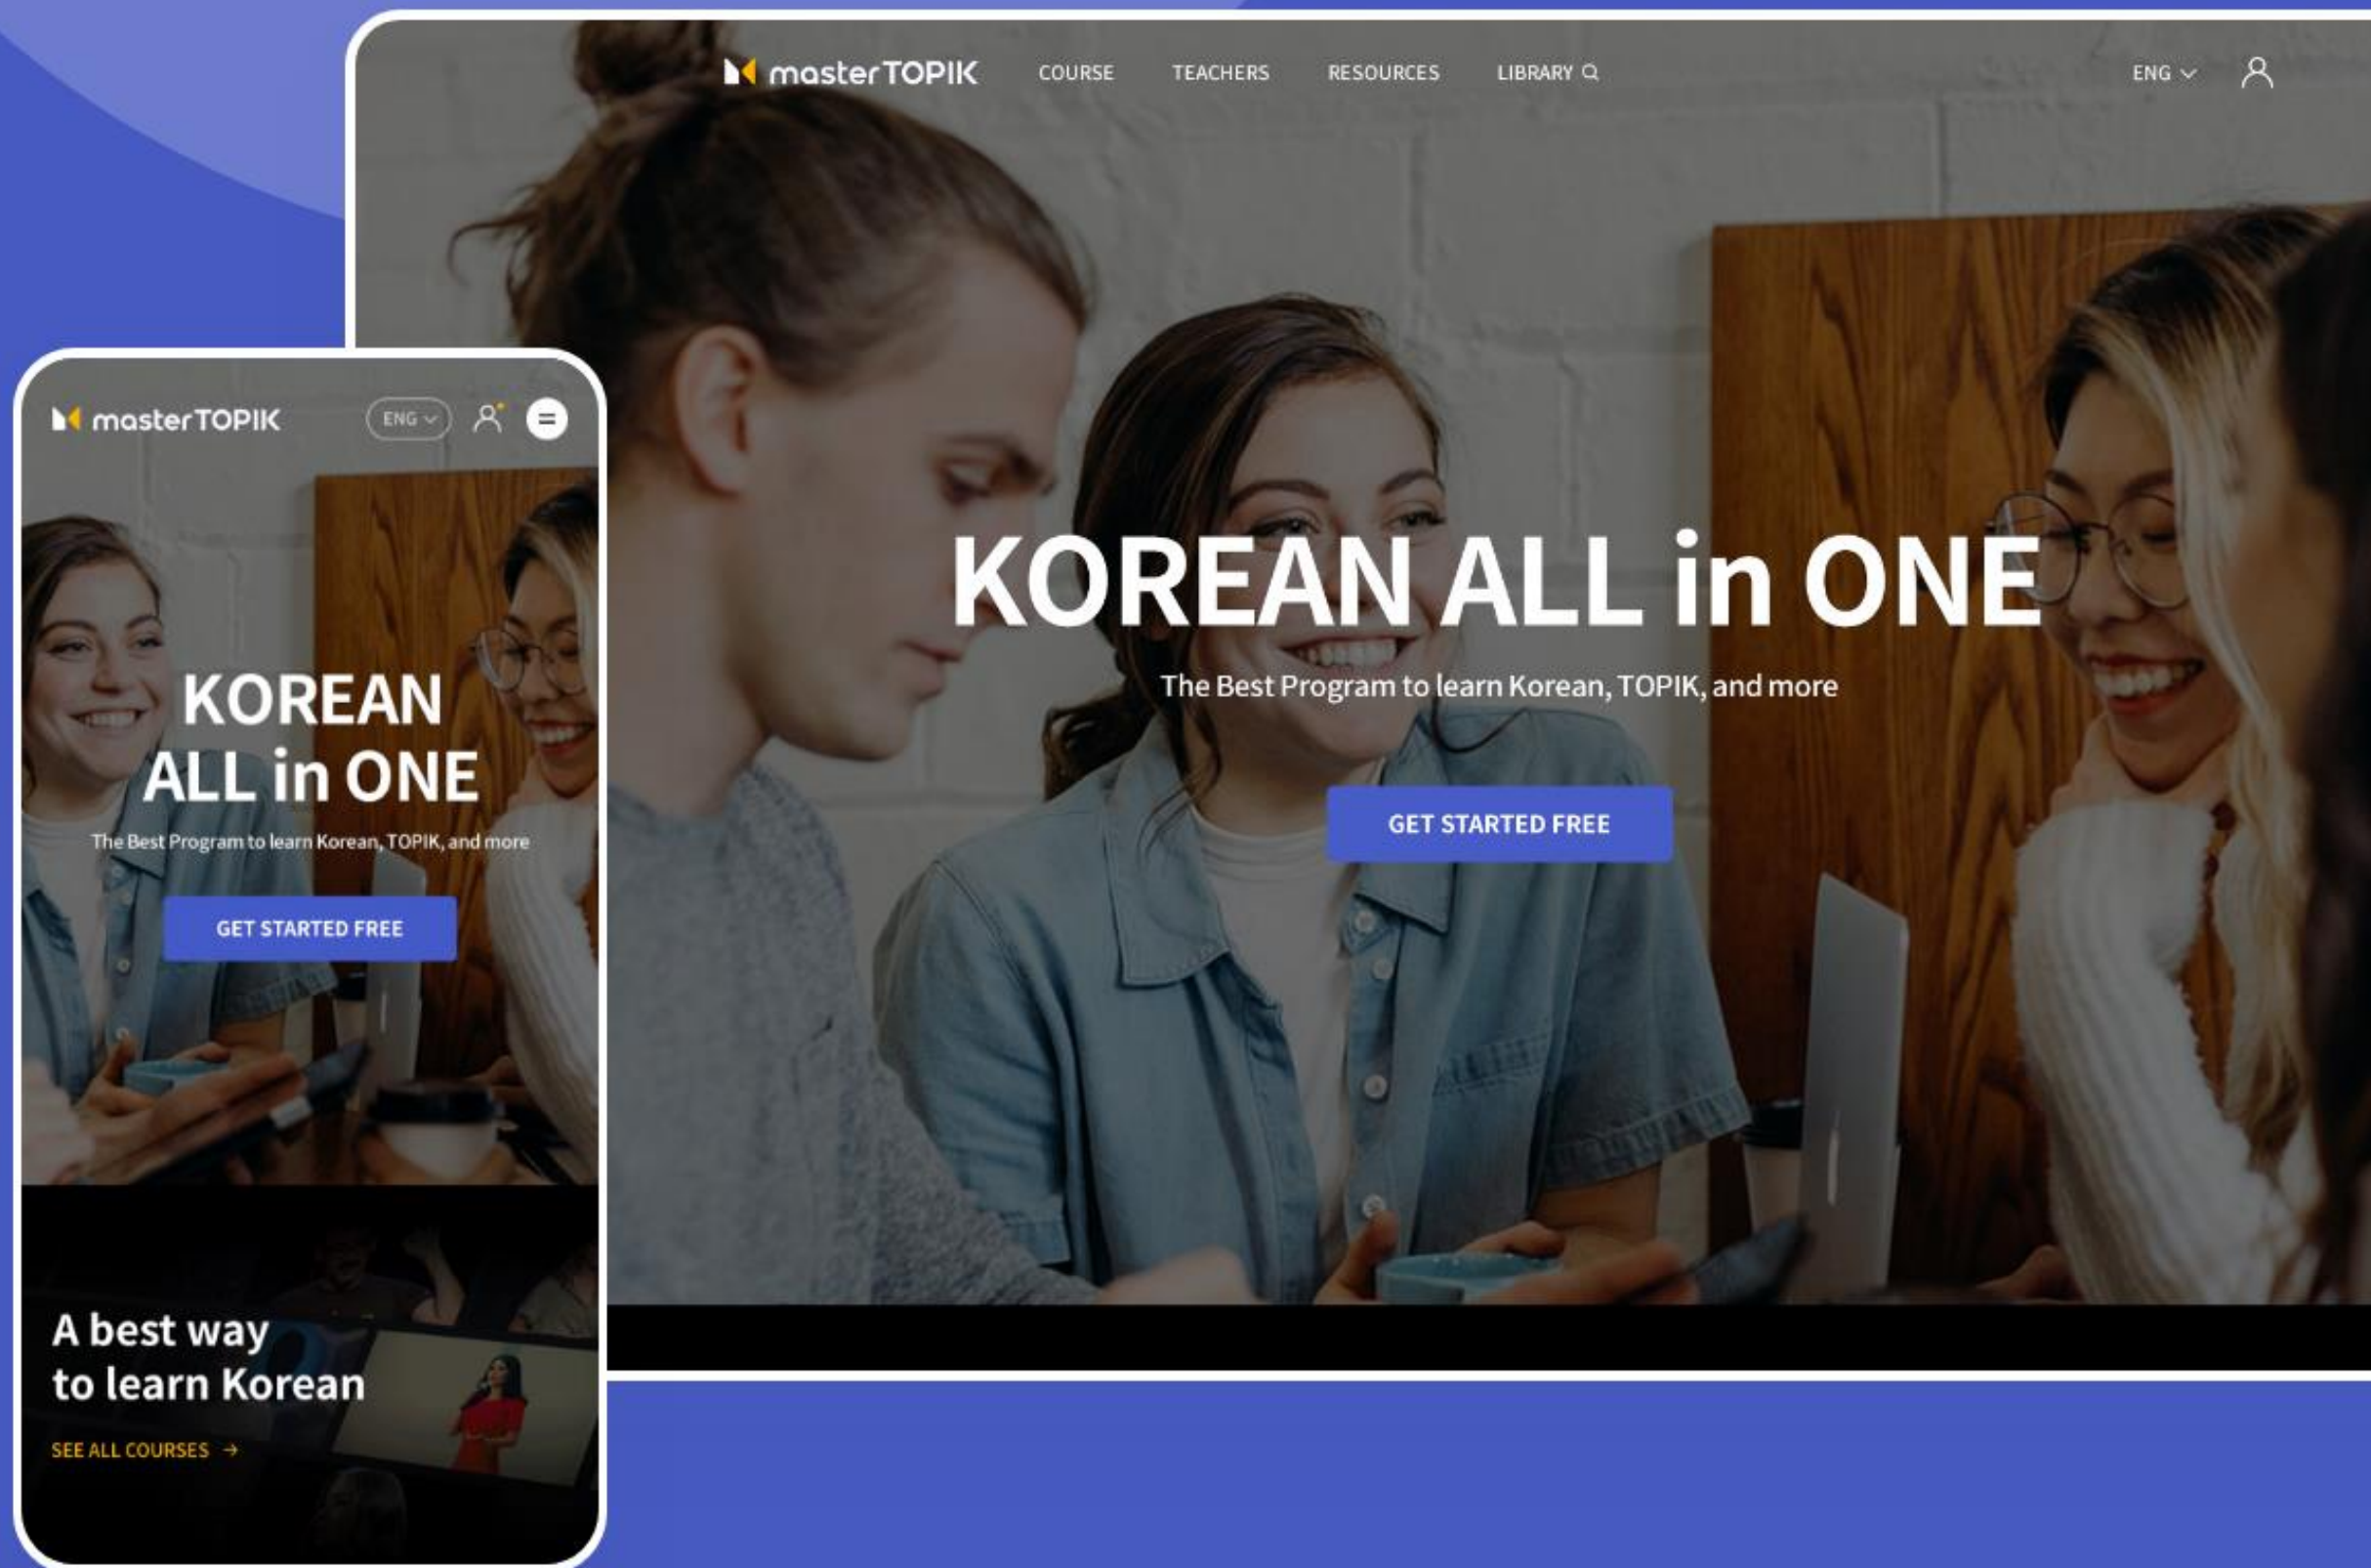 masterTOPIK
COURSE
TEACHERS
RESOURCES
LIBRARY
ENG
KOREAN ALL in ONE
The Best Program to learn Korean, TOPIK, and more
GET STARTED FREE
masterTOPIK
ENG
KOREAN
ALL in ONE
The Best Program to learn Korean, TOPIK, and more
GET STARTED FREE
A best way
to learn Korean
SEE ALL COURSES →